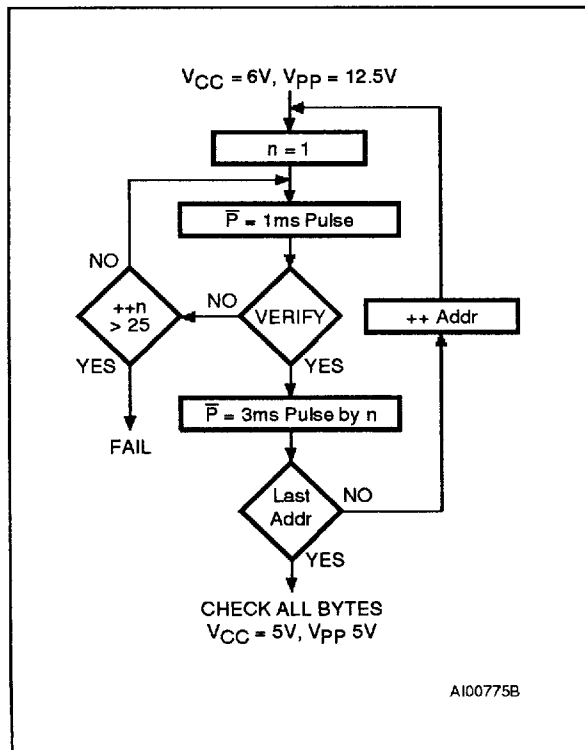 VCC = 6V, VPP = 12.5V
n = 1
P̅ = 1ms Pulse
NO
++n
> 25
NO
VERIFY
++ Addr
YES
YES
P̅ = 3ms Pulse by n
FAIL
Last
Addr
NO
YES
CHECK ALL BYTES
VCC = 5V, VPP 5V
AI00775B